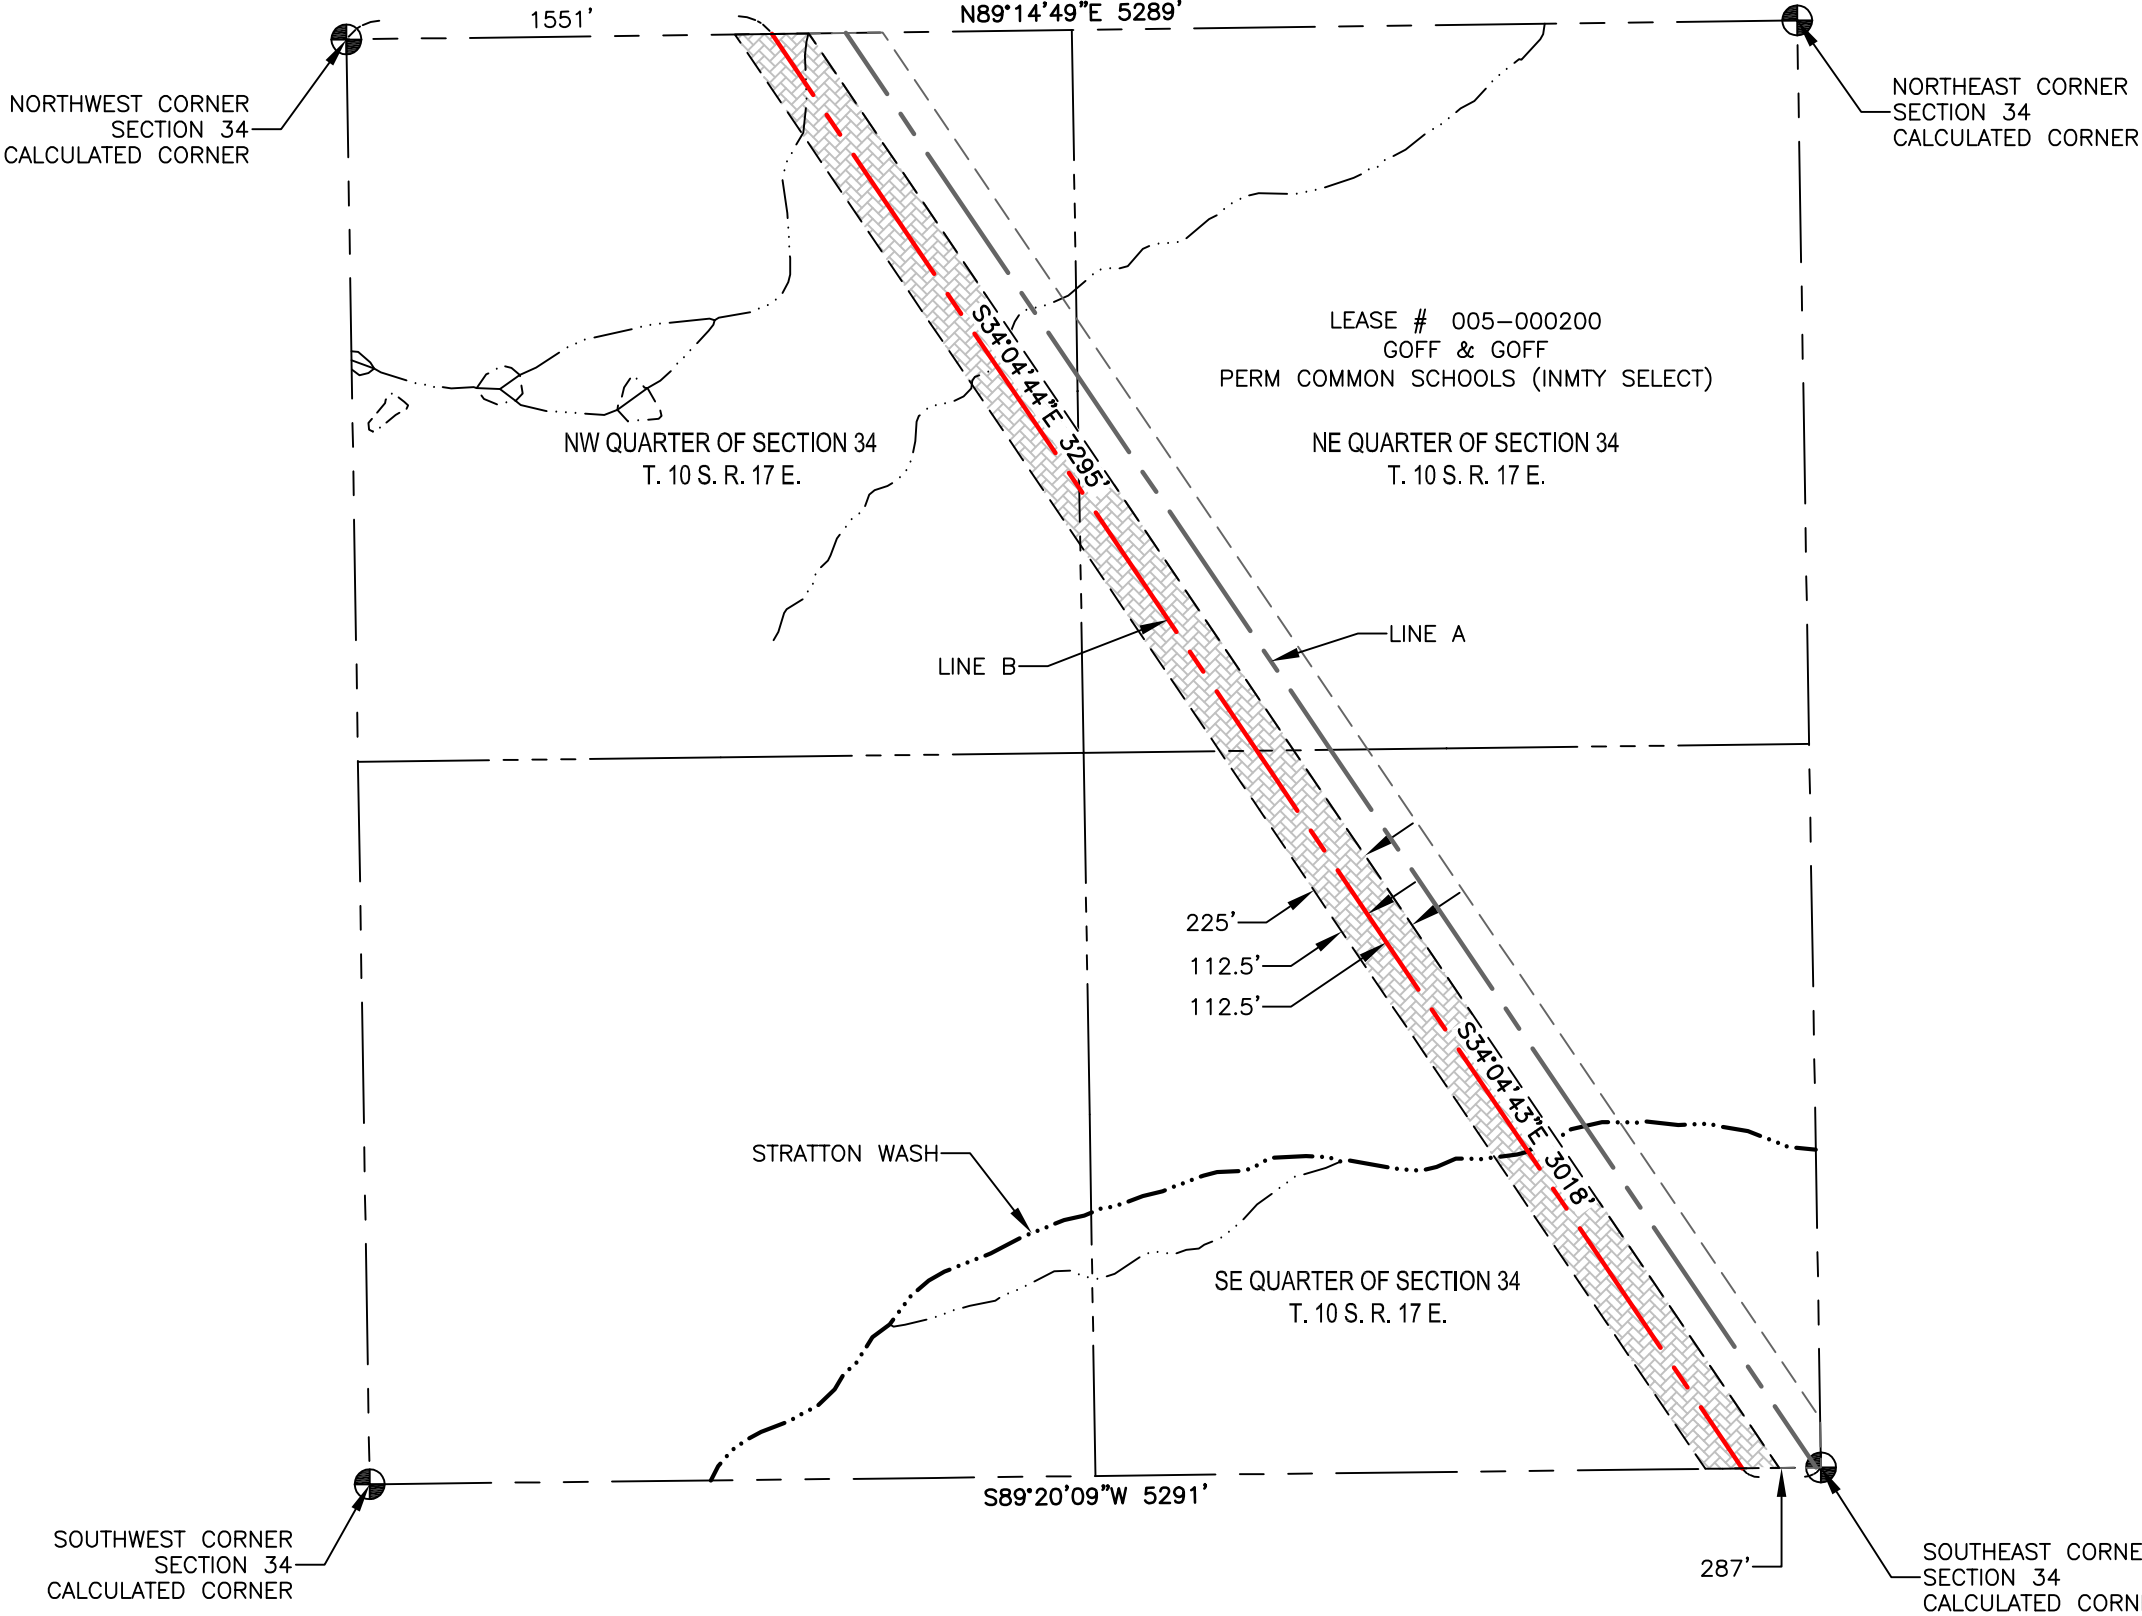 1551'
N89°14'49"E 5289'
NORTHWEST CORNER
SECTION 34
CALCULATED CORNER
NORTHEAST CORNER
SECTION 34
CALCULATED CORNER
LEASE # 005-000200
GOFF & GOFF
PERM COMMON SCHOOLS (INMTY SELECT)
S34°04'44"E 3295'
NW QUARTER OF SECTION 34
T. 10 S. R. 17 E.
NE QUARTER OF SECTION 34
T. 10 S. R. 17 E.
LINE A
LINE B
225'
112.5'
112.5'
S34°04'43"E 3018'
STRATTON WASH
SE QUARTER OF SECTION 34
T. 10 S. R. 17 E.
S89°20'09"W 5291'
SOUTHWEST CORNER
SECTION 34
CALCULATED CORNER
287'
SOUTHEAST CORNE
SECTION 34
CALCULATED CORN